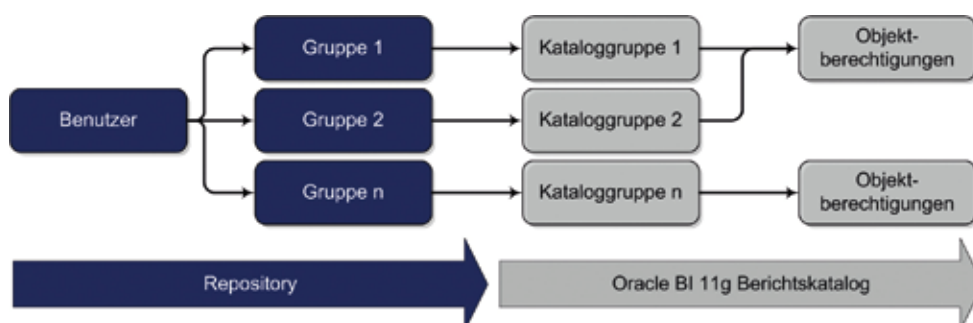 Benutzer
Gruppe 1
Kataloggruppe 1
Objekt-
berechtigungen
Gruppe 2
Kataloggruppe 2
Gruppe n
Kataloggruppe n
Objekt-
berechtigungen
Repository
Oracle BI 11g Berichtskatalog